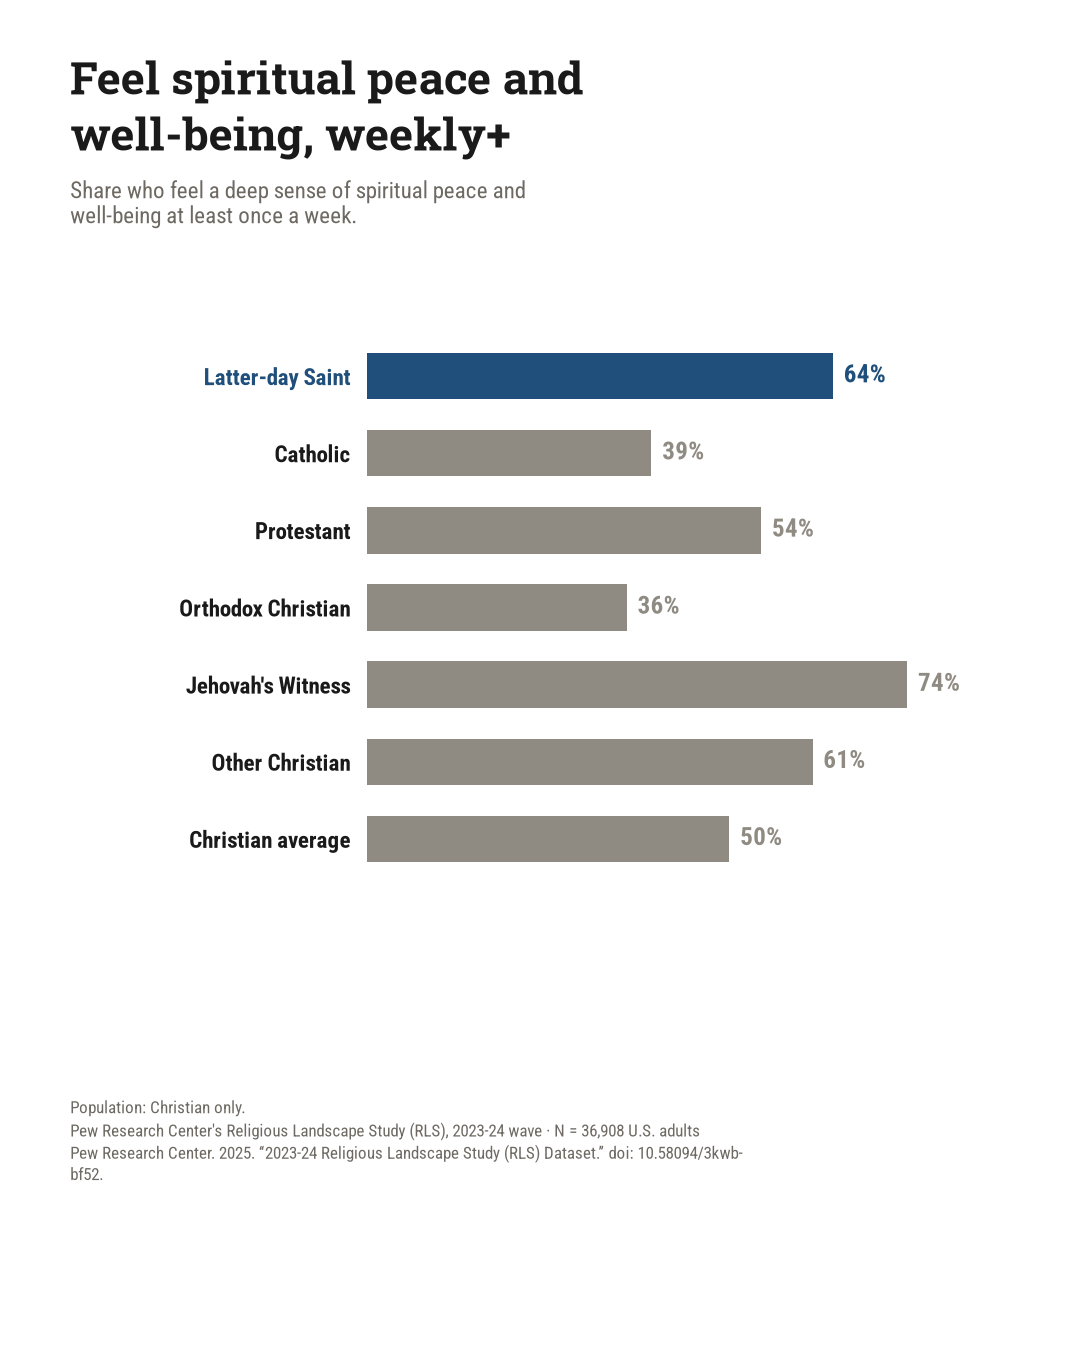 Feel spiritual peace and
well-being, weekly+
Share who feel a deep sense of spiritual peace and
well-being at least once a week.
Latter-day Saint 64%
Catholic 39%
Protestant 54%
Orthodox Christian 36%
Jehovah's Witness 74%
Other Christian 61%
Christian average 50%
Population: Christian only.
Pew Research Center's Religious Landscape Study (RLS), 2023-24 wave · N = 36,908 U.S. adults
Pew Research Center. 2025. “2023-24 Religious Landscape Study (RLS) Dataset.” doi: 10.58094/3kwb-
bf52.